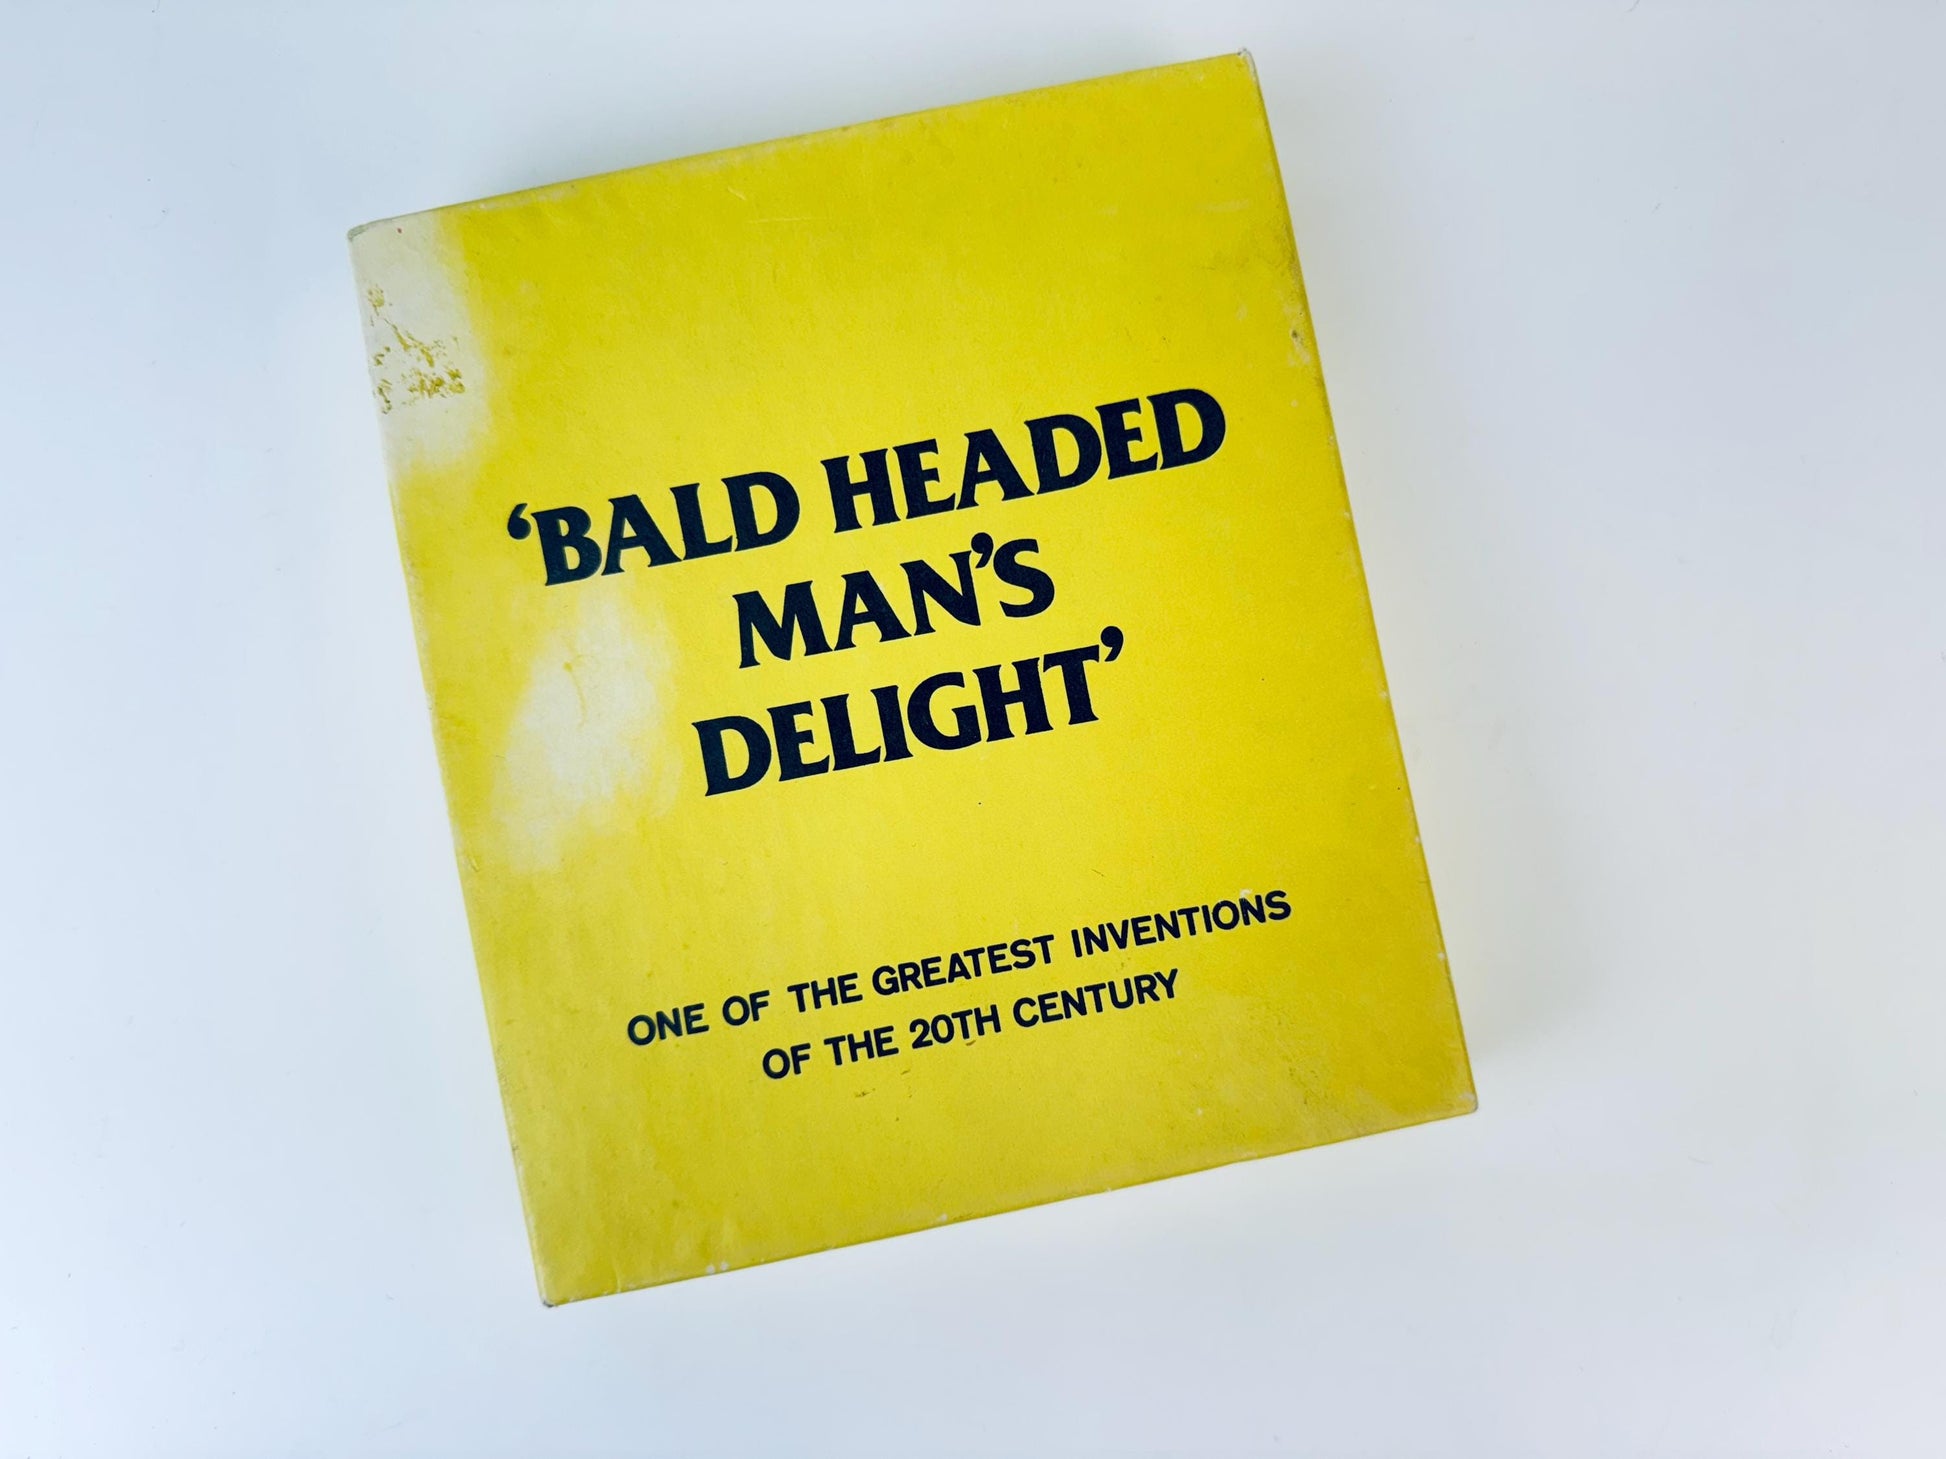 ‘BALD HEADED
MAN’S
DELIGHT’
ONE OF THE GREATEST INVENTIONS
OF THE 20TH CENTURY